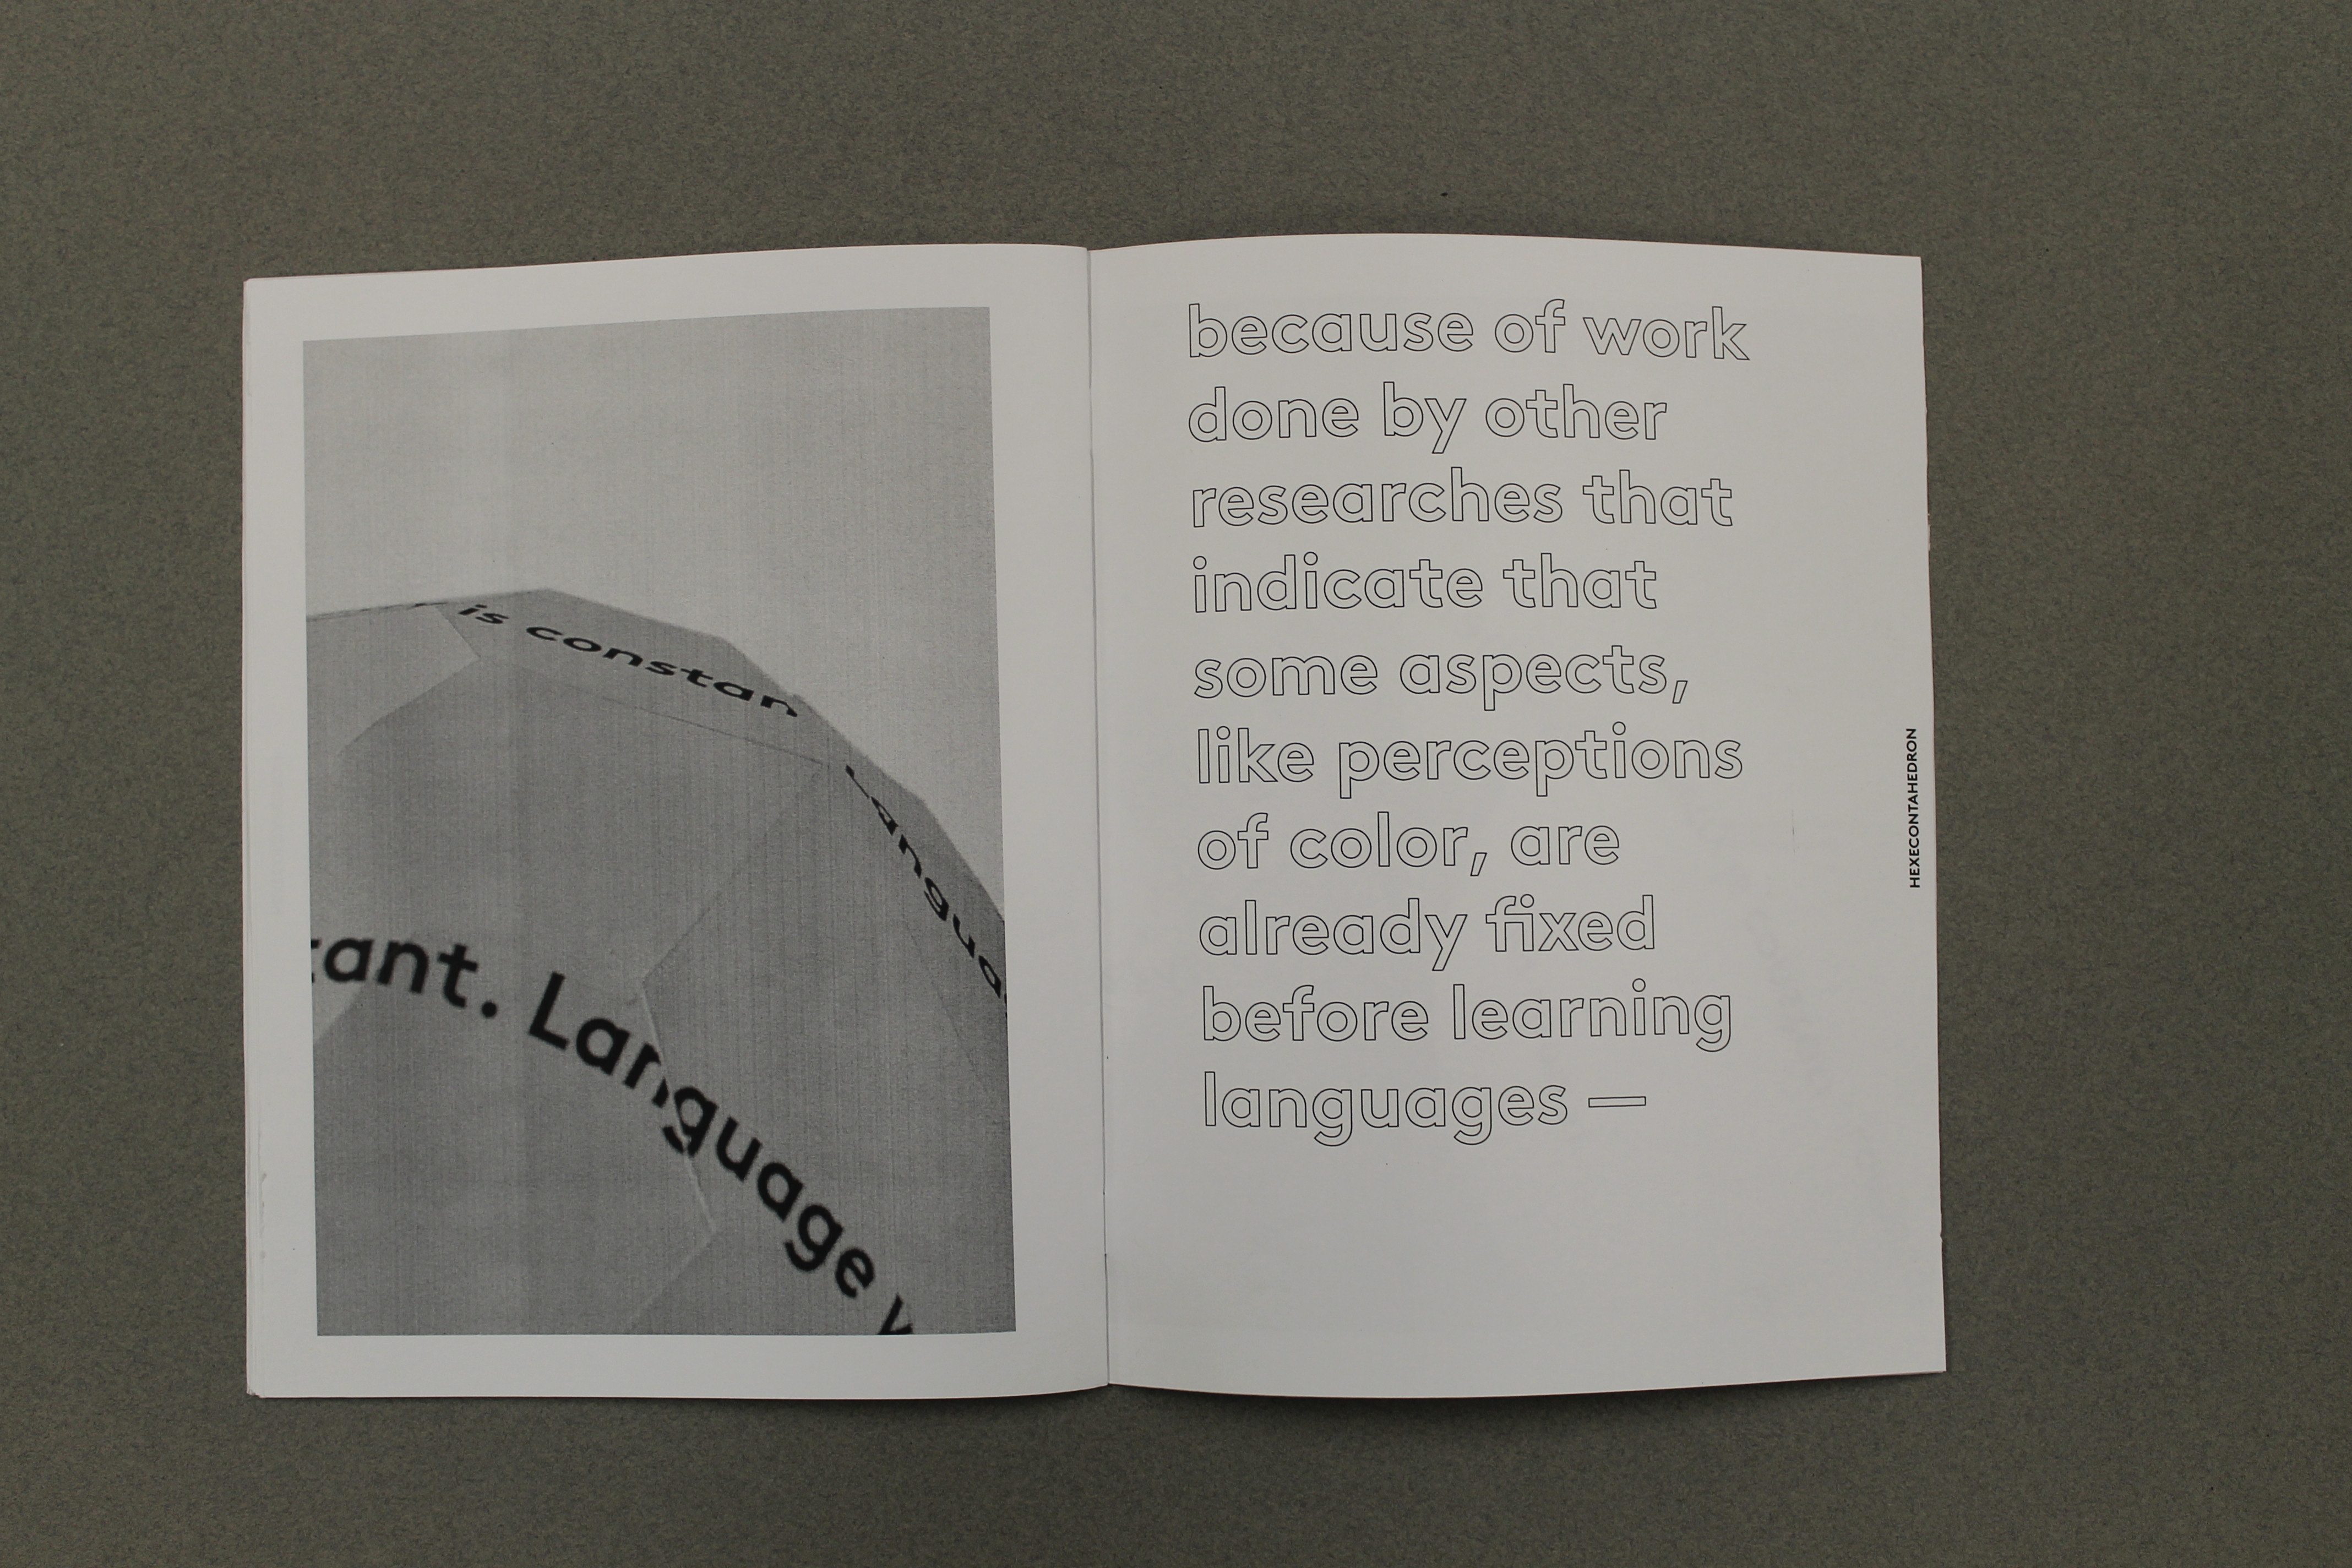 is constan
Langua
tant. Language
because of work
done by other
researches that
indicate that
some aspects,
like perceptions
of color, are
already fixed
before learning
languages —
HEXECONTAHEDRON